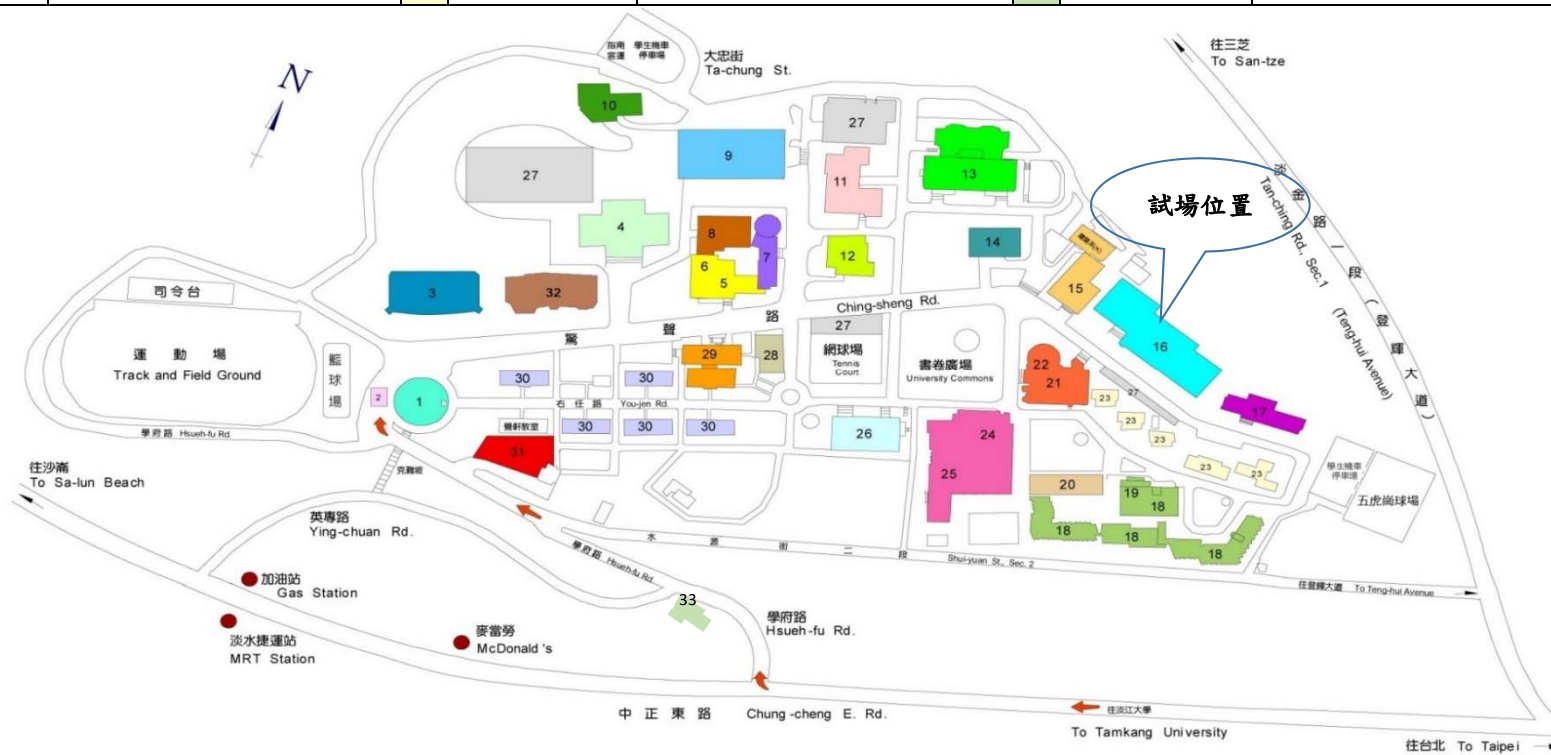 指南客運
學生機車停車場
大忠街
Ta-chung St.
往三芝
To San-tze
N
10
27
9
27
11
13
試場位置
淡金路一段(登輝大道)
Tan-ching Rd., Sec.1
(Teng-hui Avenue)
4
8
7
6
5
12
14
建築系(X)
15
16
17
3
32
Ching-sheng Rd.
驚聲路
司令台
運動場
Track and Field Ground
籃球場
2
1
30
30
29
28
27
網球場
Tennis
Court
書卷廣場
University Commons
22
21
27
23
23
23
23
23
右任路 You-jen Rd.
30
30
30
26
24
25
覺軒教室
31
學府路 Hsueh-fu Rd.
克難坡
往沙崙
To Sa-lun Beach
英專路
Ying-chuan Rd.
20
19
18
18
18
18
學生機車
停車場
五虎崗球場
水源街二段
Shui-yuan St., Sec. 2
學府路 Hsueh-fu Rd.
往登輝大道 To Teng-hui Avenue
加油站
Gas Station
33
學府路
Hsueh-fu Rd.
淡水捷運站
MRT Station
麥當勞
McDonald 's
中正東路 Chung-cheng E. Rd.
往淡江大學
To Tamkang University
往台北 To Taipei